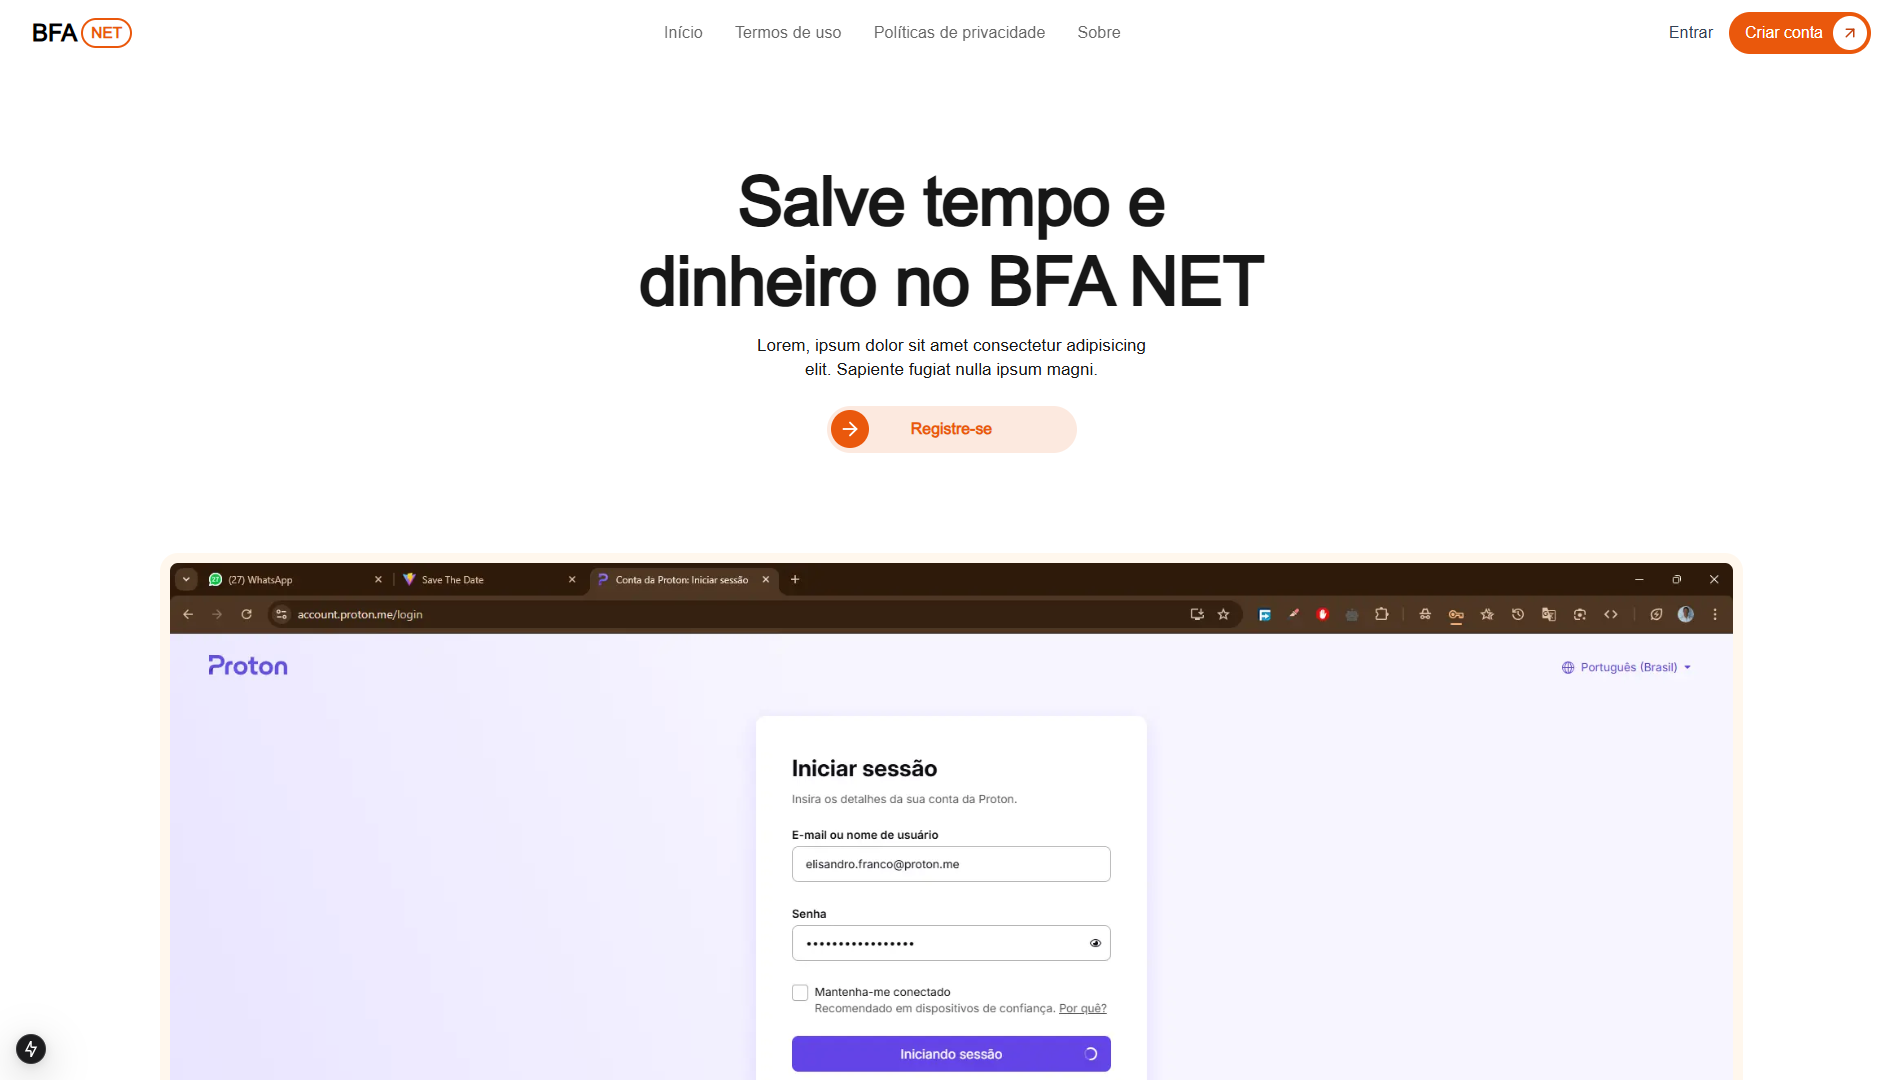 BFA NET
Início
Termos de uso
Políticas de privacidade
Sobre
Entrar
Criar conta
Salve tempo e
dinheiro no BFA NET
Lorem, ipsum dolor sit amet consectetur adipisicing
elit. Sapiente fugiat nulla ipsum magni.
Registre-se
(27) WhatsApp
Save The Date
Conta da Proton: Iniciar sessão
account.proton.me/login
Proton
Português (Brasil)
Iniciar sessão
Insira os detalhes da sua conta da Proton.
E-mail ou nome de usuário
elisandro.franco@proton.me
Senha
•••••••••••••••••
Mantenha-me conectado
Recomendado em dispositivos de confiança. Por quê?
Iniciando sessão